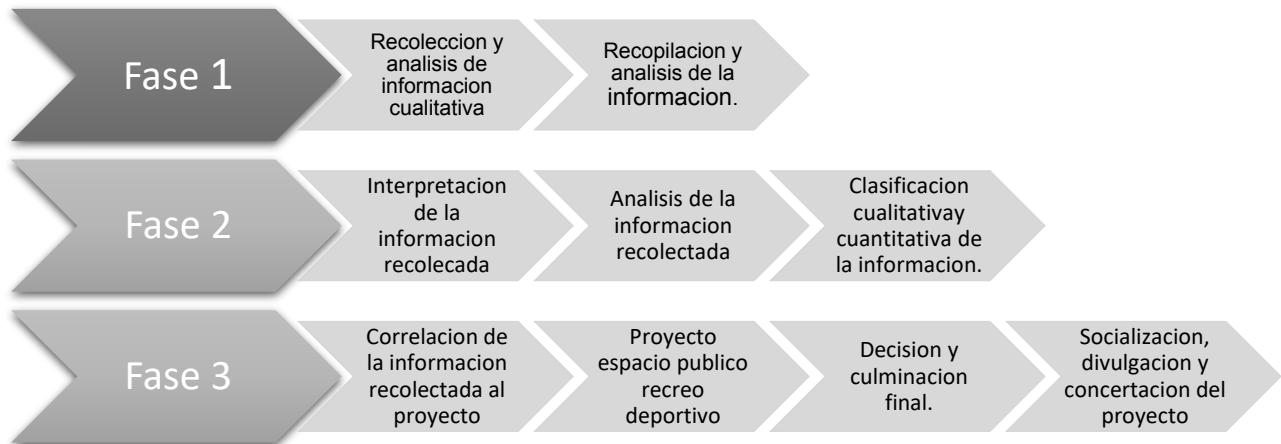 Fase 1
Recoleccion y
analisis de
informacion
cualitativa
Recopilacion y
analisis de la
informacion.
Fase 2
Interpretacion
de la
informacion
recolecada
Analisis de la
informacion
recolectada
Clasificacion
cualitativay
cuantitativa de
la informacion.
Fase 3
Correlacion de
la informacion
recolectada al
proyecto
Proyecto
espacio publico
recreo
deportivo
Decision y
culminacion
final.
Socializacion,
divulgacion y
concertacion del
proyecto